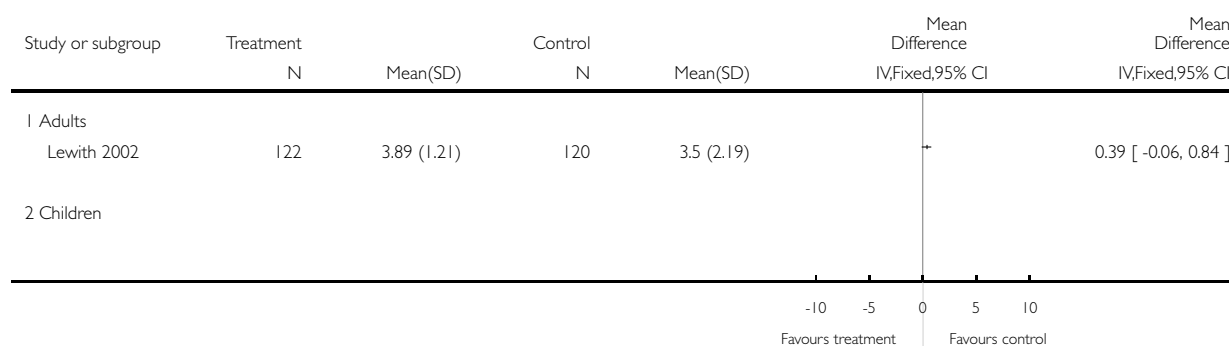 Study or subgroup Treatment Control Mean Difference Mean Difference
N Mean(SD) N Mean(SD) IV,Fixed,95% CI IV,Fixed,95% CI
1 Adults
Lewith 2002 122 3.89 (1.21) 120 3.5 (2.19) 0.39 [ -0.06, 0.84 ]
2 Children
-10 -5 0 5 10
Favours treatment Favours control